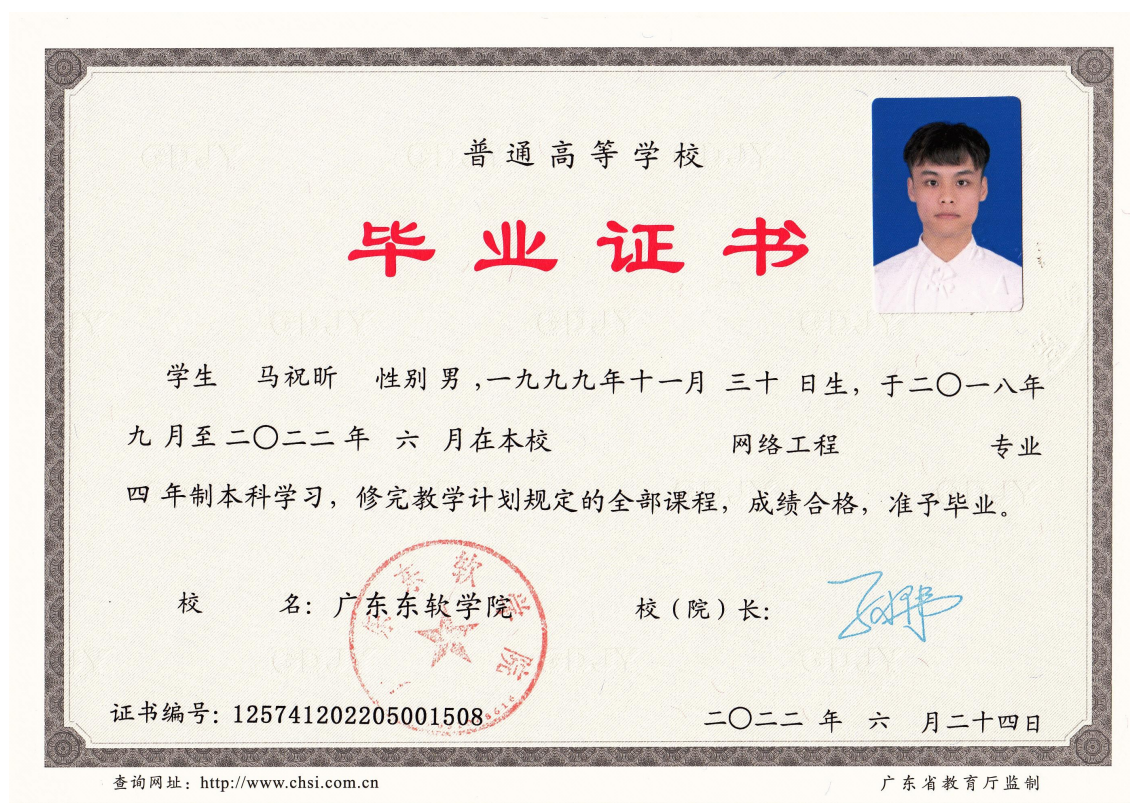 普通高等学校
毕业证书
学生 马祝昕 性别 男 ,一九九九年十一月 三十 日生，于二〇一八年
九 月至 二〇二二 年 六 月在本校 网络工程 专业
四 年制本科学习，修完教学计划规定的全部课程，成绩合格，准予毕业。
校 名：广东东软学院 校（院）长：
证书编号：125741202205001508 二〇二二 年 六 月二十四日
查询网址：http://www.chsi.com.cn 广东省教育厅监制